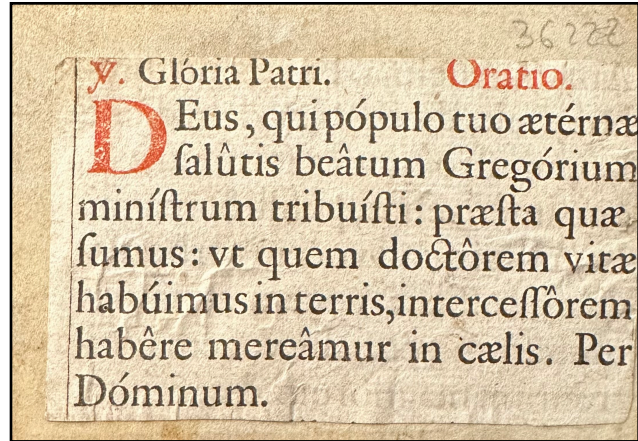 36222
℣. Glória Patri. Oratio.
DEus, qui pópulo tuo ætérnæ
ſalûtis beâtum Gregórium
miníſtrum tribuíſti: præſta quæ
ſumus: vt quem doctôrem vitæ
habúimus in terris, interceſſôrem
habêre mereâmur in cælis. Per
Dóminum.